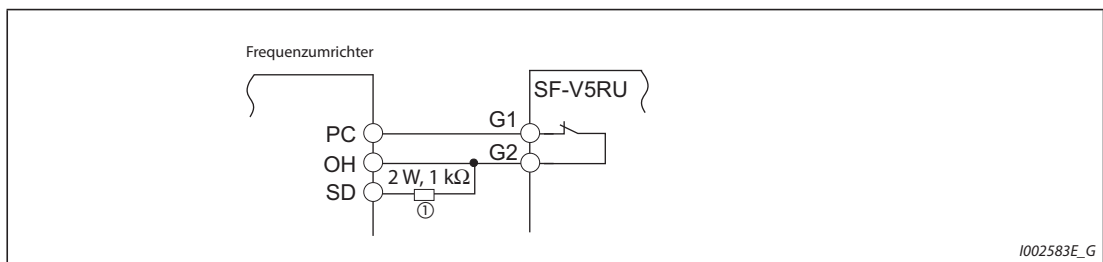 Frequenzumrichter
SF-V5RU
PC
G1
OH
G2
2 W, 1 kΩ
SD
①
I002583E_G